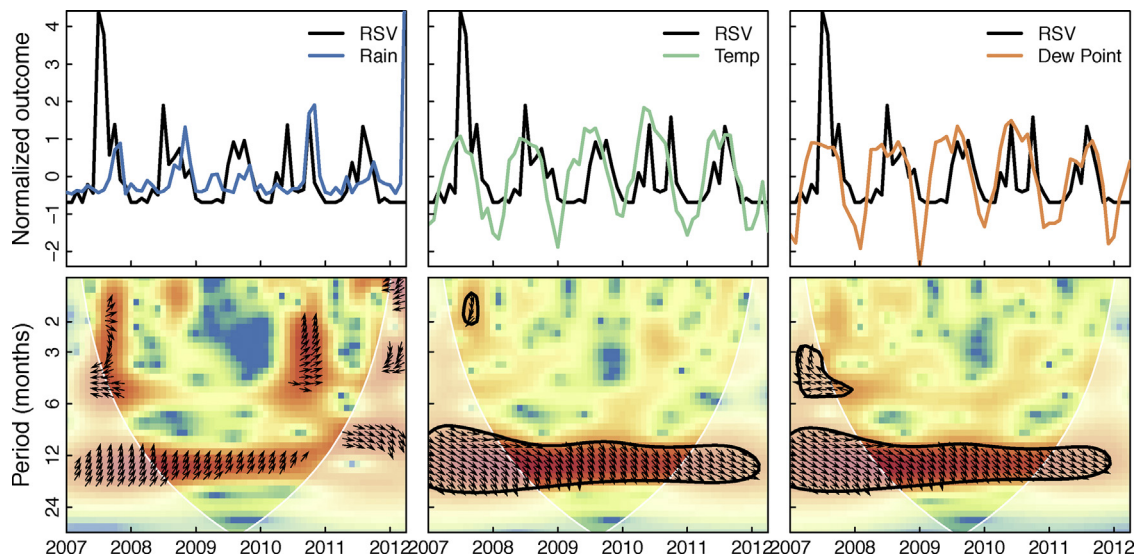 Normalized outcome
4
3
2
1
0
−1
−2
RSV
Rain
RSV
Temp
RSV
Dew Point
Period (months)
2
3
6
12
24
2007 2008 2009 2010 2011 2012
2007 2008 2009 2010 2011 2012
2007 2008 2009 2010 2011 2012